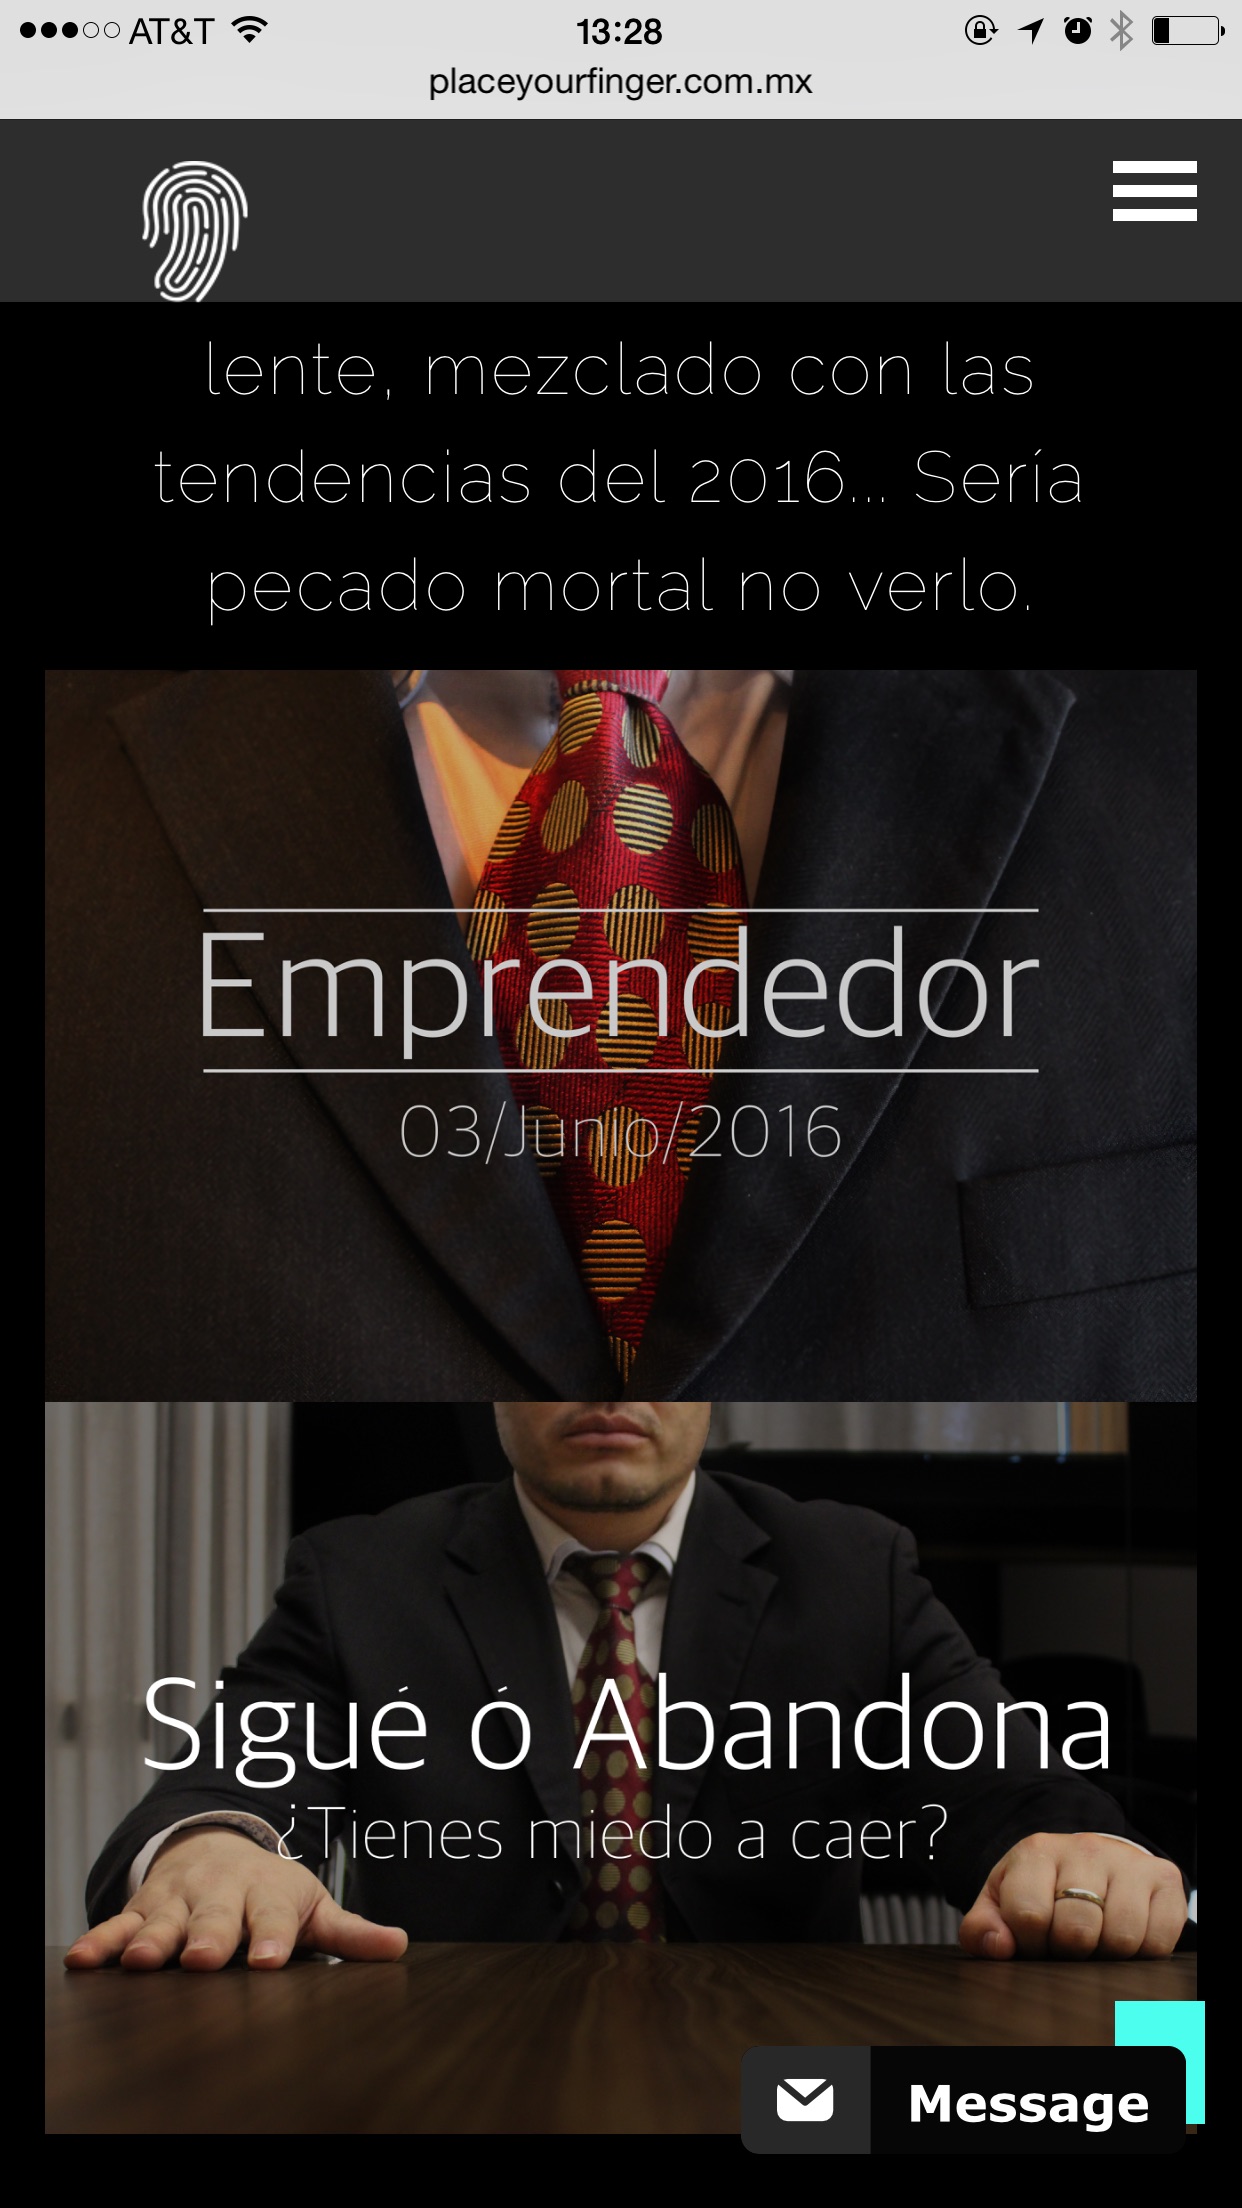 AT&T 13:28
placeyourfinger.com.mx
lente, mezclado con las
tendencias del 2016... Sería
pecado mortal no verlo.
Emprendedor
03/Junio/2016
Sigué ó Abandona
¿Tienes miedo a caer?
Message